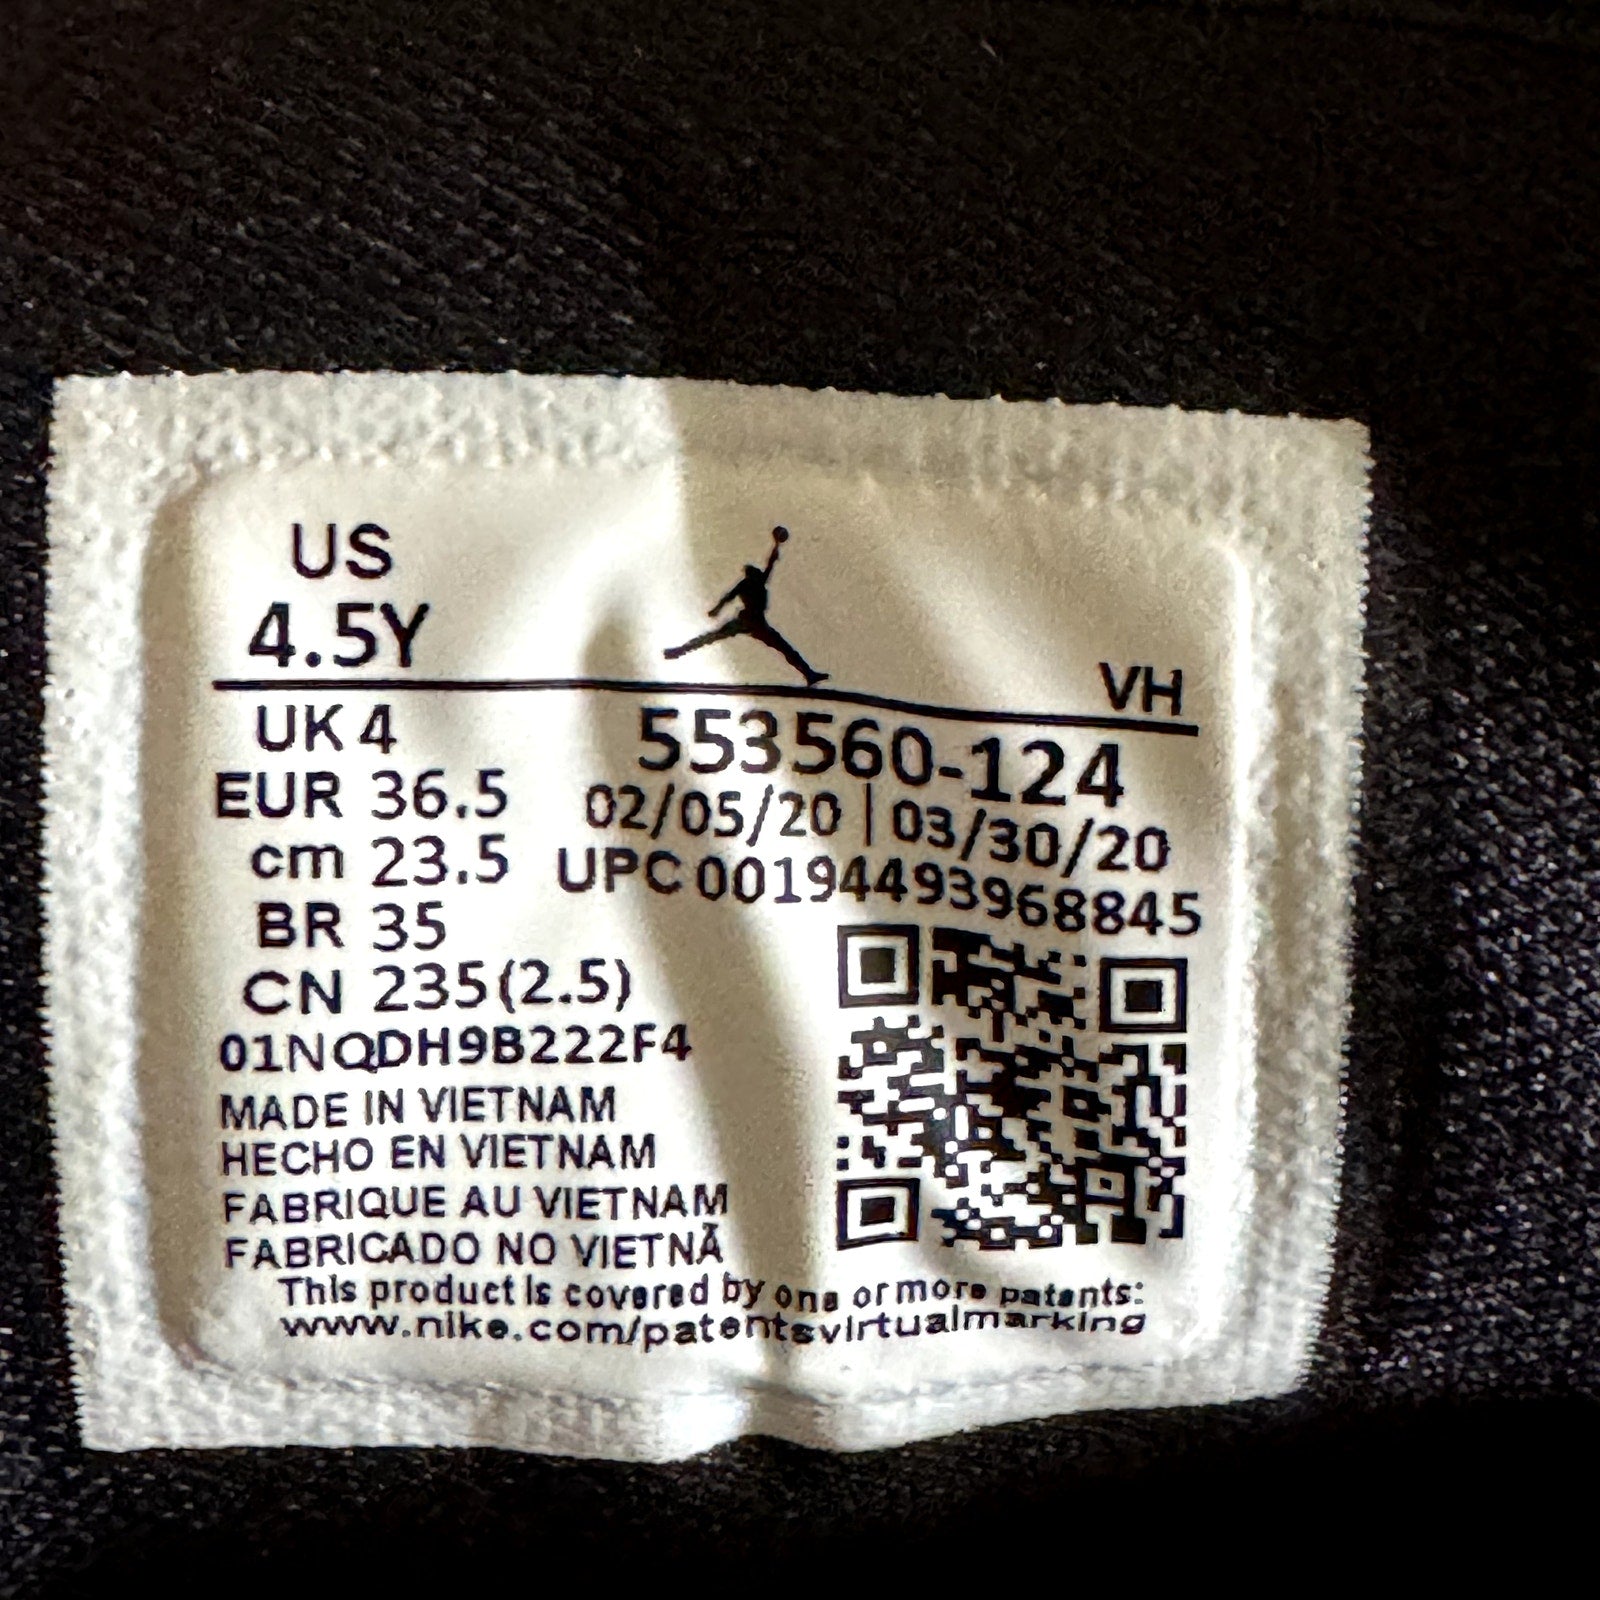 US
4.5Y
VH
UK 4
553560-124
EUR 36.5
02/05/20 | 03/30/20
cm 23.5
UPC 00194493968845
BR 35
CN 235(2.5)
01NQDH9B222F4
MADE IN VIETNAM
HECHO EN VIETNAM
FABRIQUE AU VIETNAM
FABRICADO NO VIETNÃ
This product is covered by one or more patents:
www.nike.com/patentsvirtualmarking